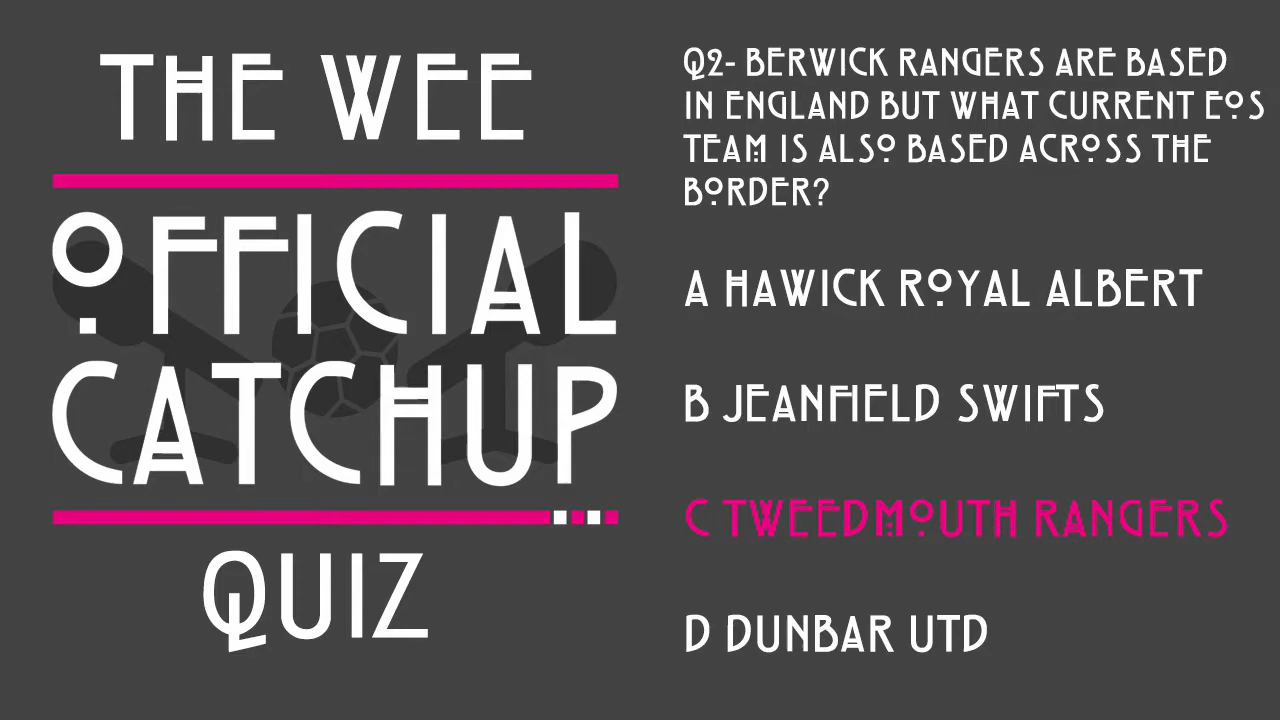 THE WEE
OFFICIAL
CATCHUP
QUIZ
Q2- BERWICK RANGERS ARE BASED
IN ENGLAND BUT WHAT CURRENT EOS
TEAM IS ALSO BASED ACROSS THE
BORDER?
A HAWICK ROYAL ALBERT
B JEANFIELD SWIFTS
C TWEEDMOUTH RANGERS
D DUNBAR UTD